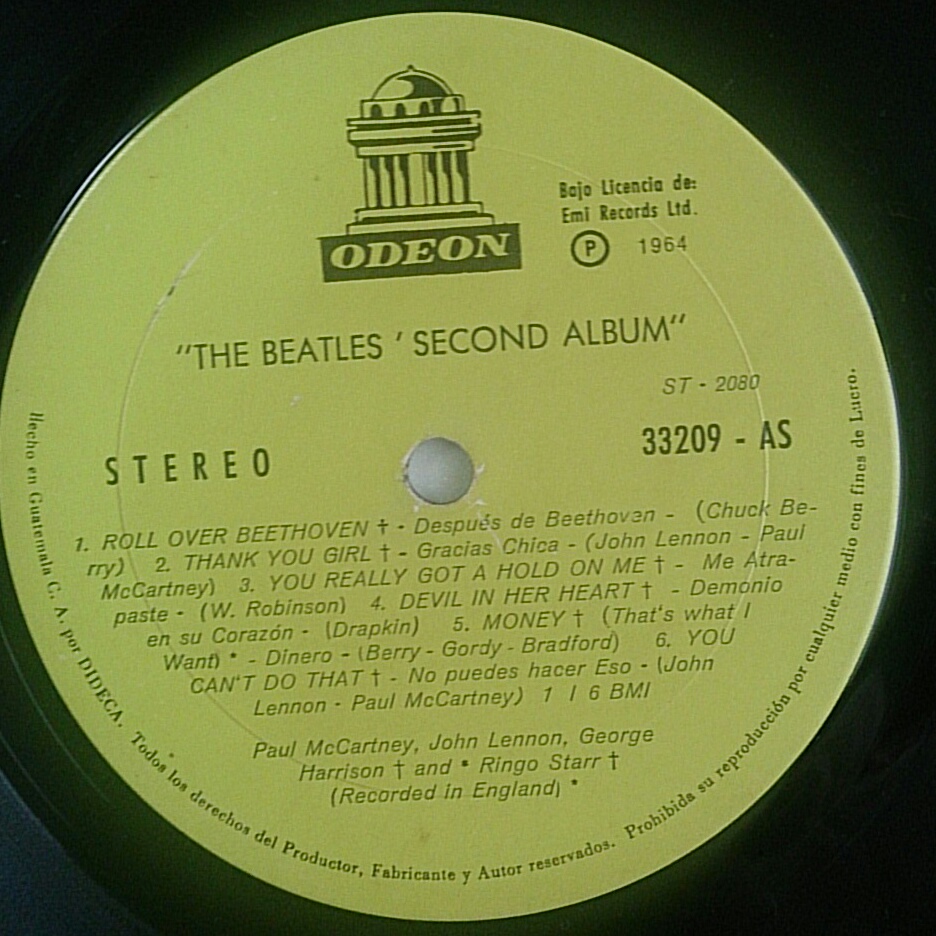 ODEON
Bajo Licencia de:
Emi Records Ltd.
Ⓟ 1964
"THE BEATLES ' SECOND ALBUM"
ST - 2080
STEREO
33209 - AS
1. ROLL OVER BEETHOVEN † - Después de Beethoven - (Chuck Be-
rry) 2. THANK YOU GIRL † - Gracias Chica - (John Lennon - Paul
McCartney) 3. YOU REALLY GOT A HOLD ON ME † - Me Atra-
paste - (W. Robinson) 4. DEVIL IN HER HEART † - Demonio
en su Corazón - (Drapkin) 5. MONEY † (That's what I
Want) * - Dinero - (Berry - Gordy - Bradford) 6. YOU
CAN'T DO THAT † - No puedes hacer Eso - (John
Lennon - Paul McCartney) 1 / 6 BMI
Paul McCartney, John Lennon, George
Harrison † and * Ringo Starr †
(Recorded in England) *
Hecho en Guatemala C. A. por DIDECA. Todos los derechos del Productor, Fabricante y Autor reservados. Prohibida su reproducción por cualquier medio con fines de Lucro.